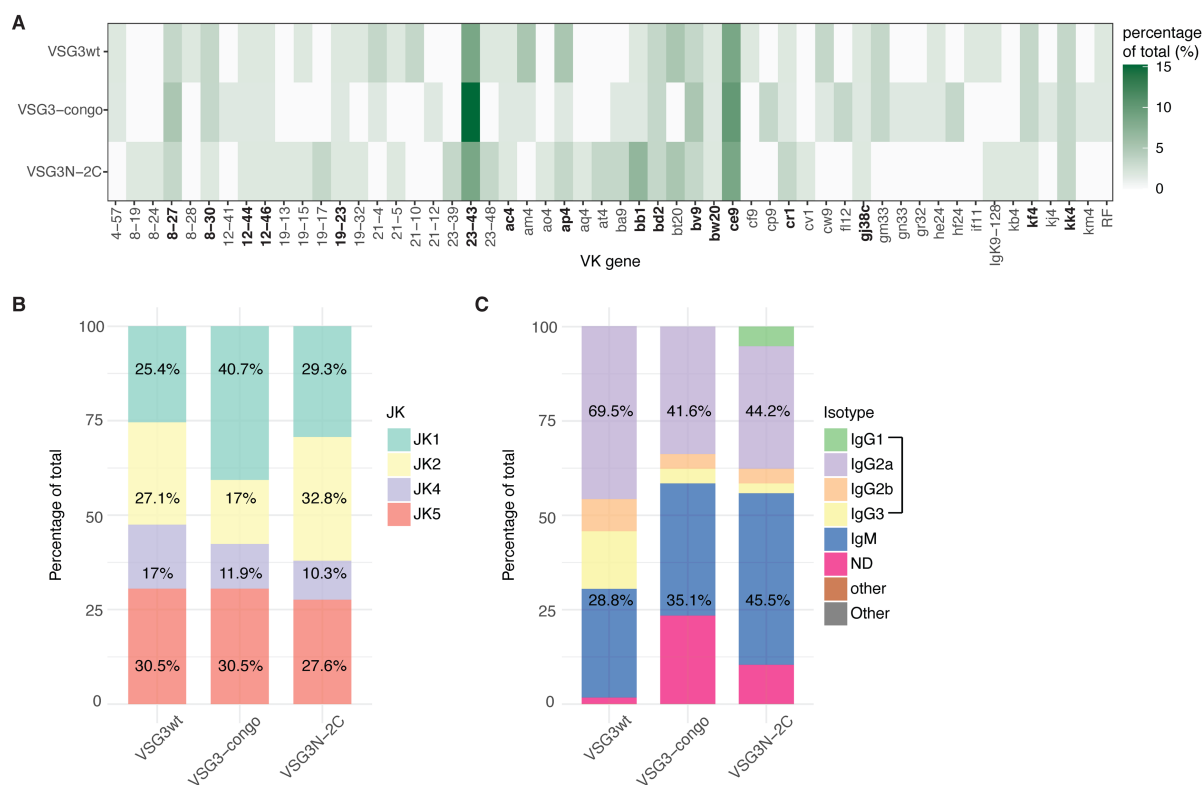 A
percentage
of total (%)
15
10
5
0
VSG3wt
VSG3−congo
VSG3N−2C
4−57
8−19
8−24
8−27
8−28
8−30
12−41
12−44
12−46
19−13
19−15
19−17
19−23
19−32
21−4
21−5
21−10
21−12
23−39
23−43
23−48
ac4
am4
ao4
ap4
aq4
at4
ba9
bb1
bd2
bt20
bv9
bw20
ce9
cf9
cp9
cr1
cv1
cw9
fl12
gj38c
gm33
gn33
gr32
he24
hf24
if11
IgK9−128
kb4
kf4
kj4
kk4
km4
RF
VK gene
B
100
75
50
25
0
Percentage of total
25.4%
40.7%
29.3%
27.1%
17%
32.8%
17%
11.9%
10.3%
30.5%
30.5%
27.6%
VSG3wt
VSG3−congo
VSG3N−2C
JK
JK1
JK2
JK4
JK5
C
100
75
50
25
0
Percentage of total
69.5%
41.6%
44.2%
28.8%
35.1%
45.5%
VSG3wt
VSG3−congo
VSG3N−2C
Isotype
IgG1
IgG2a
IgG2b
IgG3
IgM
ND
other
Other